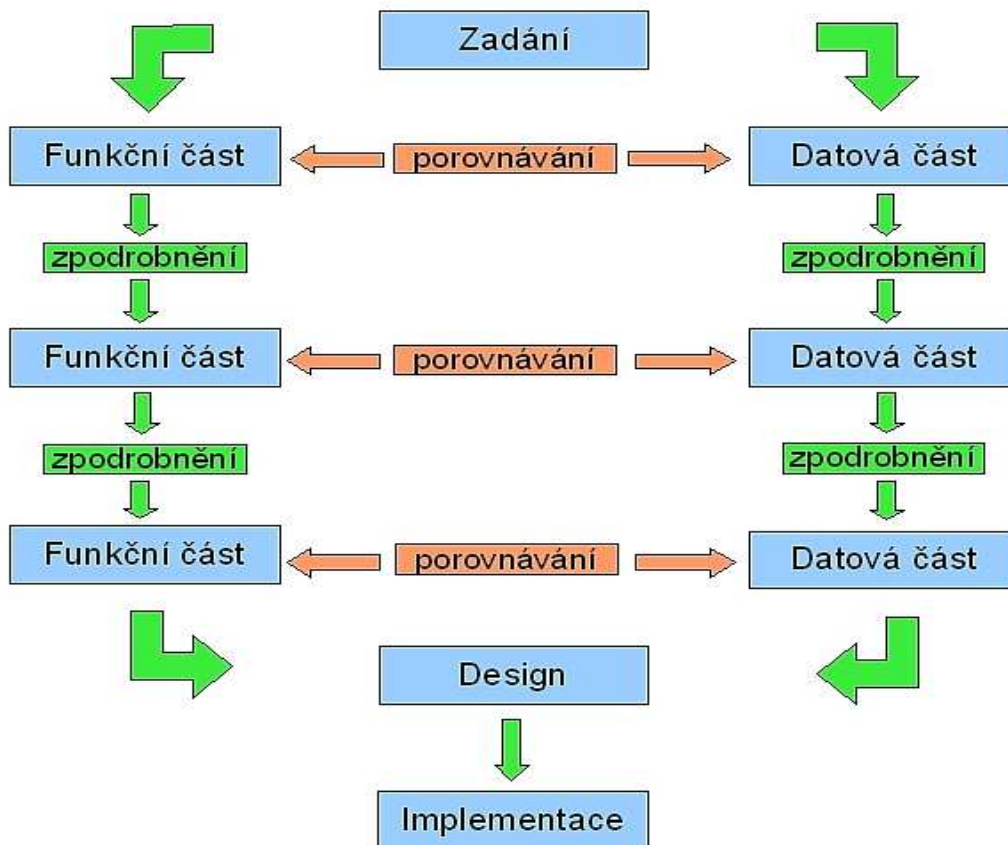 Zadání
Funkční část
porovnávání
Datová část
zpodrobnění
zpodrobnění
Funkční část
porovnávání
Datová část
zpodrobnění
zpodrobnění
Funkční část
porovnávání
Datová část
Design
Implementace